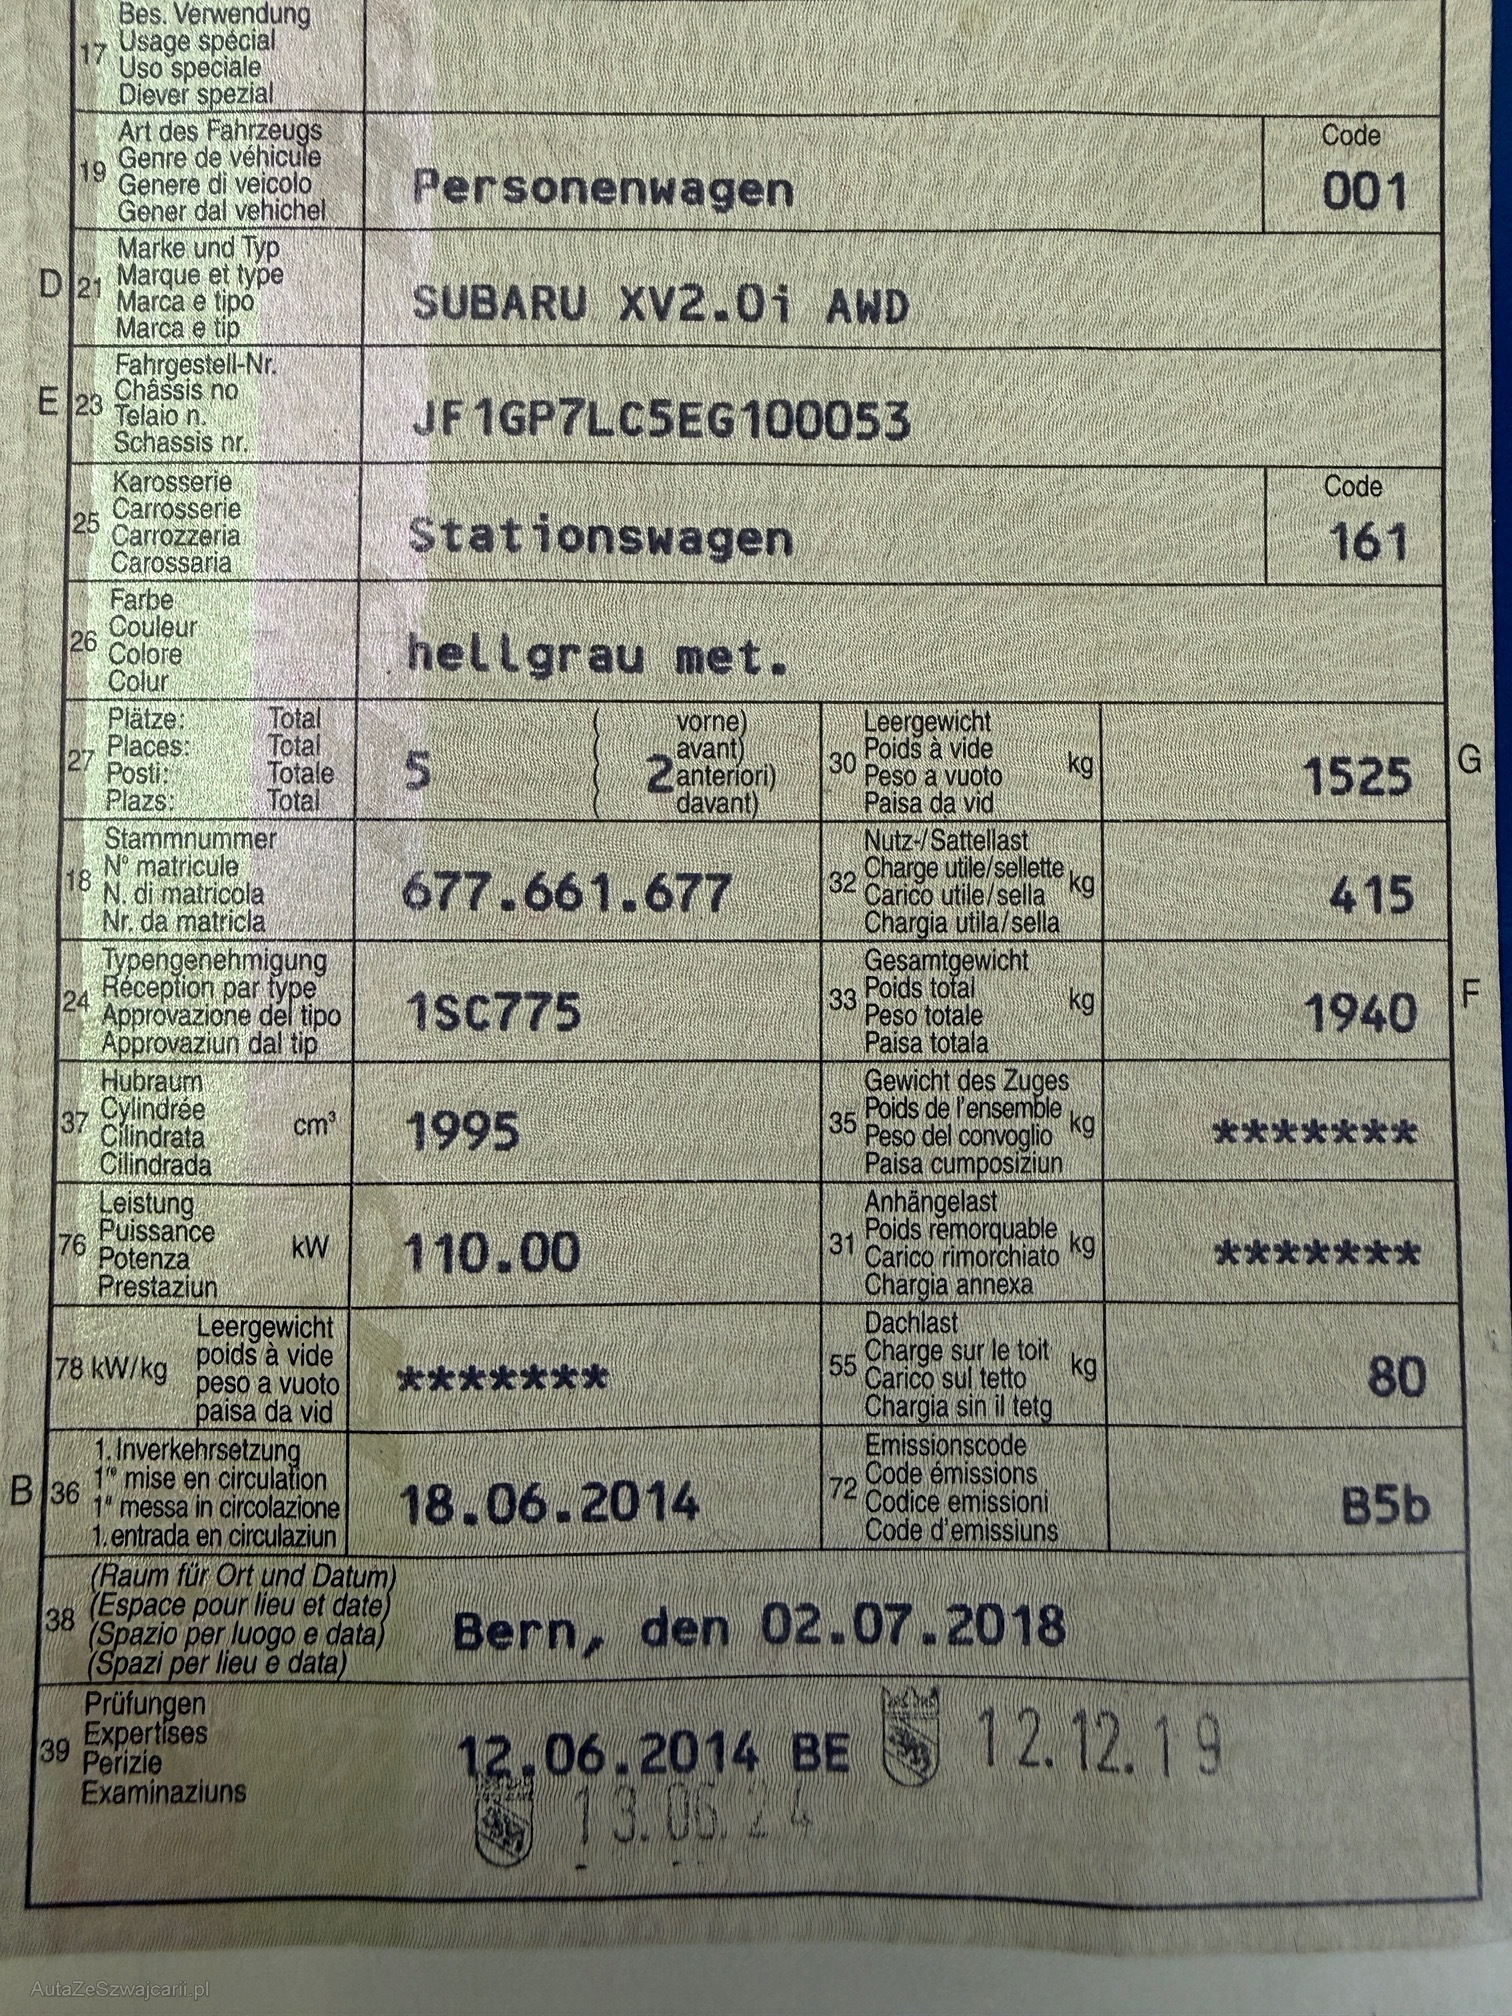 Bes. Verwendung
17 Usage spécial
Uso speciale
Diever spezial
Art des Fahrzeugs
19 Genre de véhicule
Genere di veicolo
Gener dal vehichel
Personenwagen
Code
001
Marke und Typ
D 21 Marque et type
Marca e tipo
Marca e tip
SUBARU XV2.0i AWD
Fahrgestell-Nr.
E 23 Châssis no
Telaio n.
Schassis nr.
JF1GP7LC5EG100053
Karosserie
25 Carrosserie
Carrozzeria
Carossaria
Stationswagen
Code
161
Farbe
26 Couleur
Colore
Colur
hellgrau met.
Plätze: Total
27 Places: Total
Posti: Totale
Plazs: Total
5
2
vorne)
avant)
anteriori)
davant)
Leergewicht
30 Poids à vide kg
Peso a vuoto
Paisa da vid
1525
G
Stammnummer
18 N° matricule
N. di matricola
Nr. da matricla
677.661.677
Nutz-/Sattellast
32 Charge utile/sellette kg
Carico utile/sella
Chargia utila/sella
415
Typengenehmigung
24 Réception par type
Approvazione del tipo
Approvaziun dal tip
1SC775
Gesamtgewicht
33 Poids total kg
Peso totale
Paisa totala
1940
F
Hubraum
37 Cylindrée cm³
Cilindrata
Cilindrada
1995
Gewicht des Zuges
35 Poids de l'ensemble kg
Peso del convoglio
Paisa cumposiziun
*******
Leistung
76 Puissance kW
Potenza
Prestaziun
110.00
Anhängelast
31 Poids remorquable kg
Carico rimorchiato
Chargia annexa
*******
Leergewicht
78 kW/kg poids à vide
peso a vuoto
paisa da vid
*******
Dachlast
55 Charge sur le toit kg
Carico sul tetto
Chargia sin il tetg
80
1. Inverkehrsetzung
B 36 1re mise en circulation
1a messa in circolazione
1. entrada en circulaziun
18.06.2014
Emissionscode
72 Code émissions
Codice emissioni
Code d'emissiuns
B5b
(Raum für Ort und Datum)
38 (Espace pour lieu et date)
(Spazio per luogo e data)
(Spazi per lieu e data)
Bern, den 02.07.2018
Prüfungen
39 Expertises
Perizie
Examinaziuns
12.06.2014 BE 12.12.19
13.06.24
AutaZeSzwajcarii.pl